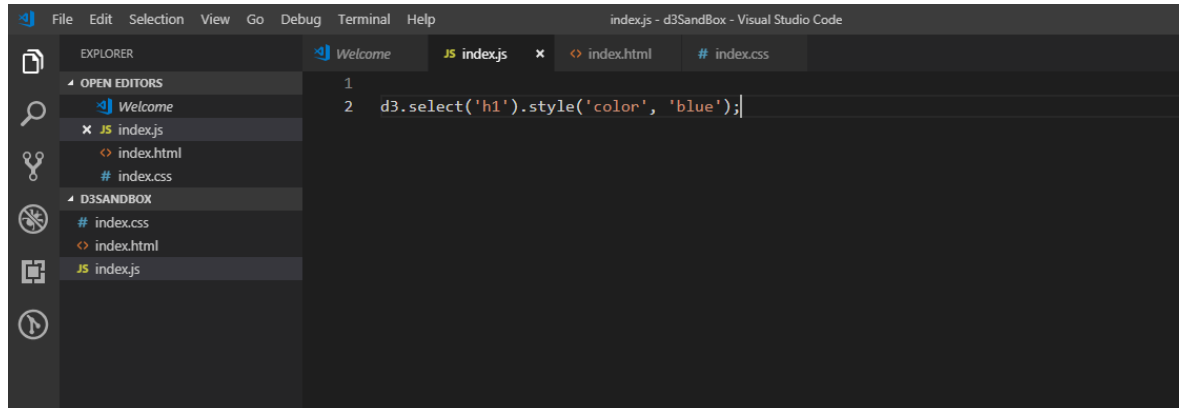 File Edit Selection View Go Debug Terminal Help index.js - d3SandBox - Visual Studio Code
EXPLORER
OPEN EDITORS
Welcome
JS index.js
<> index.html
# index.css
D3SANDBOX
# index.css
<> index.html
JS index.js
Welcome JS index.js <> index.html # index.css
1
2 d3.select('h1').style('color', 'blue');